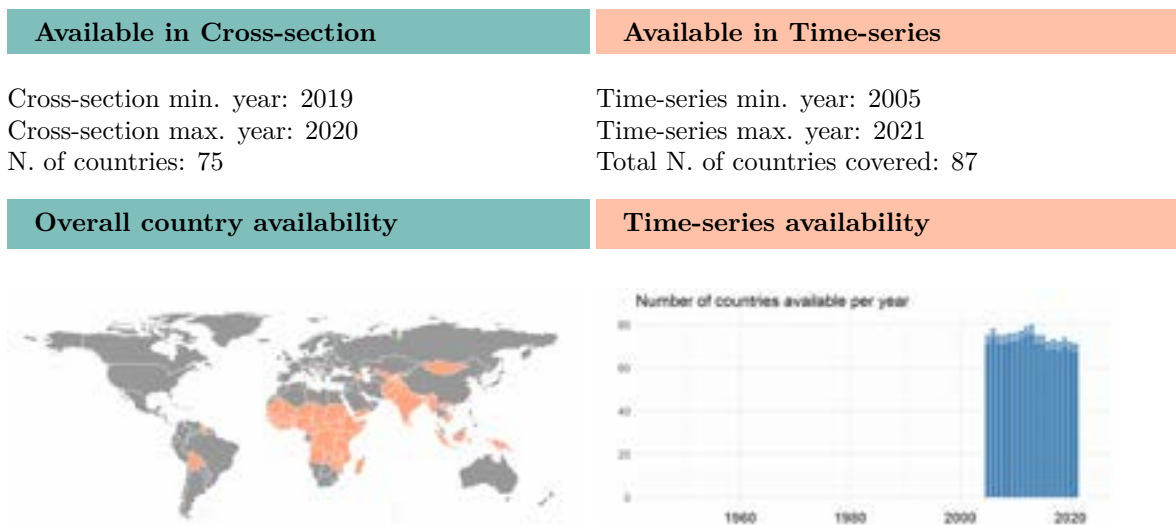 Available in Cross-section
Available in Time-series
Cross-section min. year: 2019
Cross-section max. year: 2020
N. of countries: 75
Time-series min. year: 2005
Time-series max. year: 2021
Total N. of countries covered: 87
Overall country availability
Time-series availability
Number of countries available per year
80
60
40
20
0
1960
1980
2000
2020